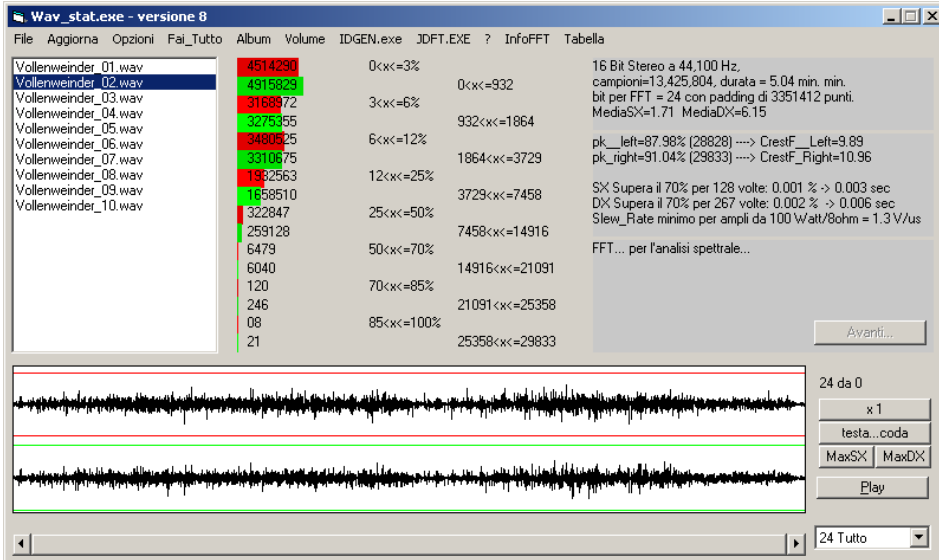 Wav_stat.exe - versione 8
File Aggiorna Opzioni Fai_Tutto Album Volume IDGEN.exe JDFT.EXE ? InfoFFT Tabella
Vollenweinder_01.wav
Vollenweinder_02.wav
Vollenweinder_03.wav
Vollenweinder_04.wav
Vollenweinder_05.wav
Vollenweinder_06.wav
Vollenweinder_07.wav
Vollenweinder_08.wav
Vollenweinder_09.wav
Vollenweinder_10.wav
4514290 0<x<=3%
4915829 0<x<=932
3168972 3<x<=6%
3275355 932<x<=1864
3480525 6<x<=12%
3310675 1864<x<=3729
1932563 12<x<=25%
1658510 3729<x<=7458
322847 25<x<=50%
259128 7458<x<=14916
6479 50<x<=70%
6040 14916<x<=21091
120 70<x<=85%
246 21091<x<=25358
08 85<x<=100%
21 25358<x<=29833
16 Bit Stereo a 44,100 Hz,
campioni=13,425,804, durata = 5.04 min. min.
bit per FFT = 24 con padding di 3351412 punti.
MediaSX=1.71 MediaDX=6.15
pk__left=87.98% (28828) ----> CrestF__Left=9.89
pk_right=91.04% (29833) ----> CrestF_Right=10.96
SX Supera il 70% per 128 volte: 0.001 % -> 0.003 sec
DX Supera il 70% per 267 volte: 0.002 % -> 0.006 sec
Slew_Rate minimo per ampli da 100 Watt/8ohm = 1.3 V/us
FFT... per l'analisi spettrale...
Avanti...
24 da 0
x 1
testa...coda
MaxSX MaxDX
Play
24 Tutto